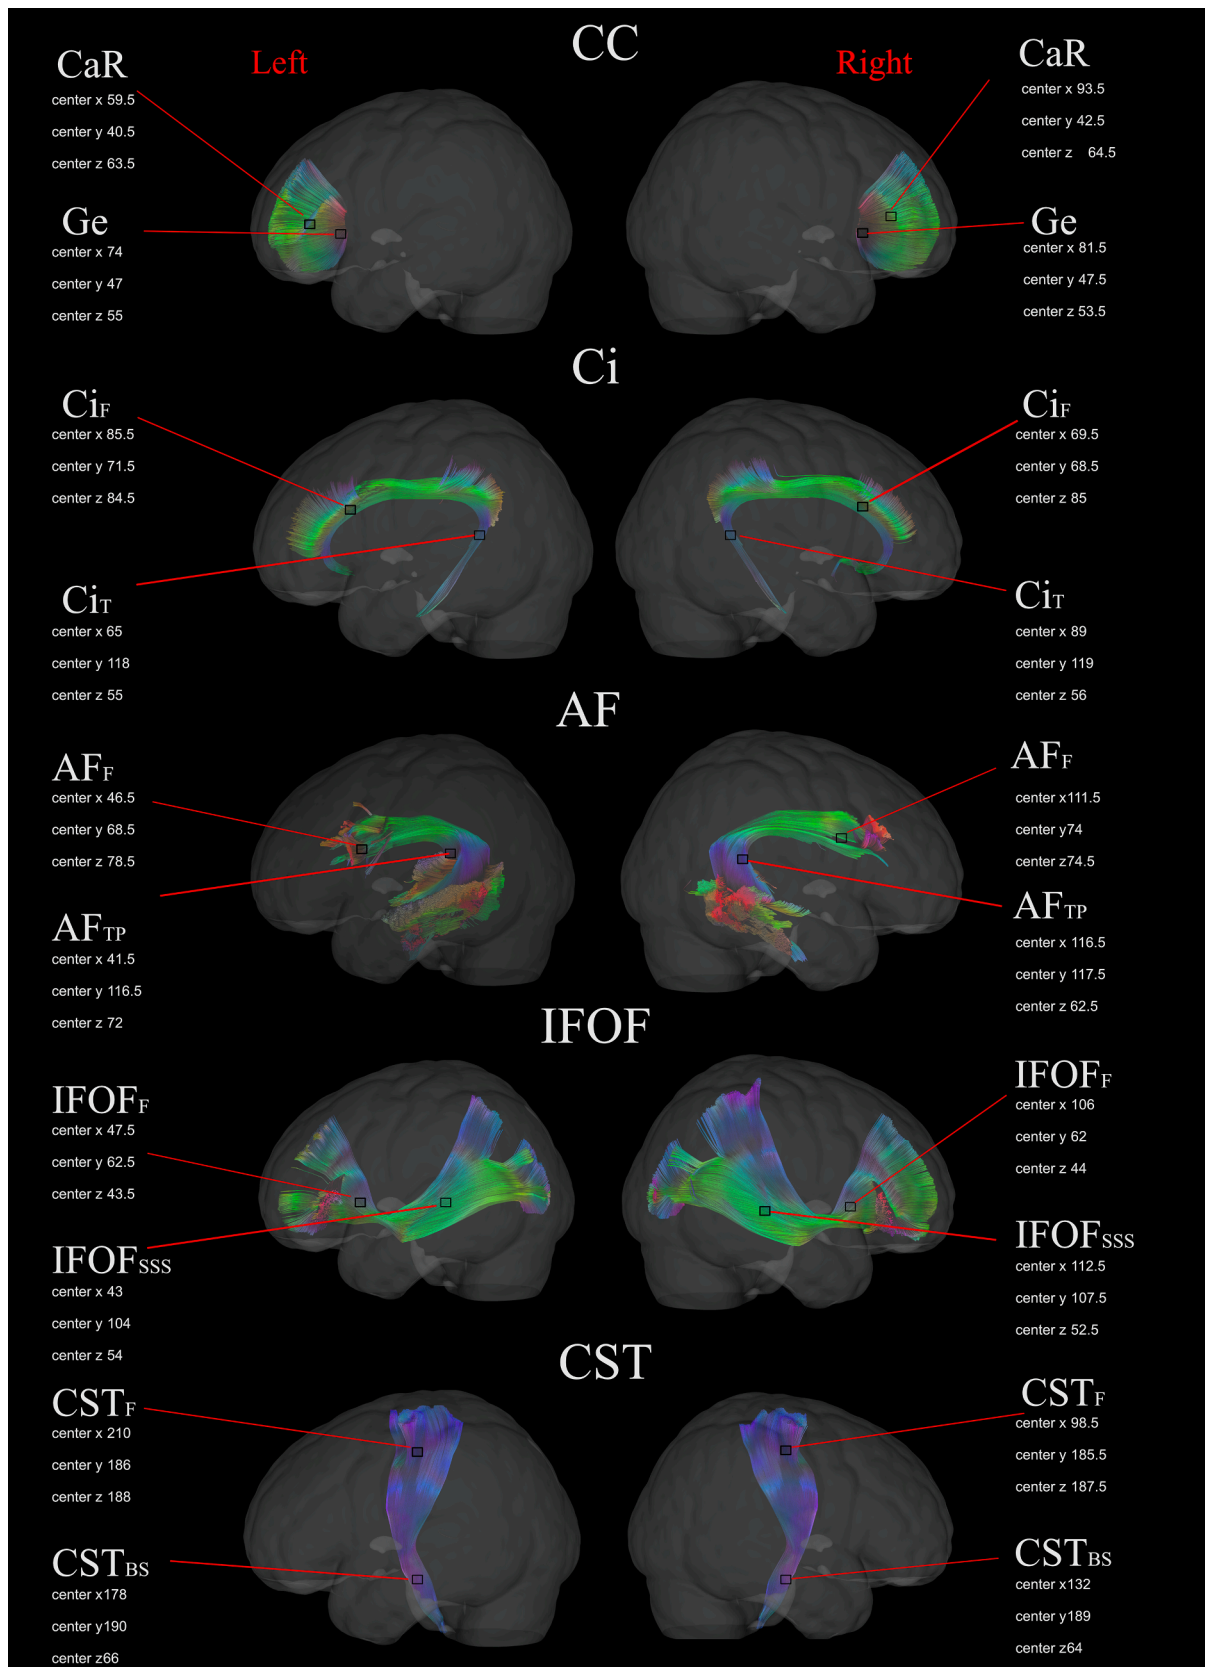 CC
Left
Right
CaR
center x 59.5
center y 40.5
center z 63.5
Ge
center x 74
center y 47
center z 55
CaR
center x 93.5
center y 42.5
center z 64.5
Ge
center x 81.5
center y 47.5
center z 53.5
Ci
CiF
center x 85.5
center y 71.5
center z 84.5
CiT
center x 65
center y 118
center z 55
CiF
center x 69.5
center y 68.5
center z 85
CiT
center x 89
center y 119
center z 56
AF
AFF
center x 46.5
center y 68.5
center z 78.5
AFTP
center x 41.5
center y 116.5
center z 72
AFF
center x111.5
center y74
center z74.5
AFTP
center x 116.5
center y 117.5
center z 62.5
IFOF
IFOFF
center x 47.5
center y 62.5
center z 43.5
IFOFSSS
center x 43
center y 104
center z 54
IFOFF
center x 106
center y 62
center z 44
IFOFSSS
center x 112.5
center y 107.5
center z 52.5
CST
CSTF
center x 210
center y 186
center z 188
CSTBS
center x178
center y190
center z66
CSTF
center x 98.5
center y 185.5
center z 187.5
CSTBS
center x132
center y189
center z64